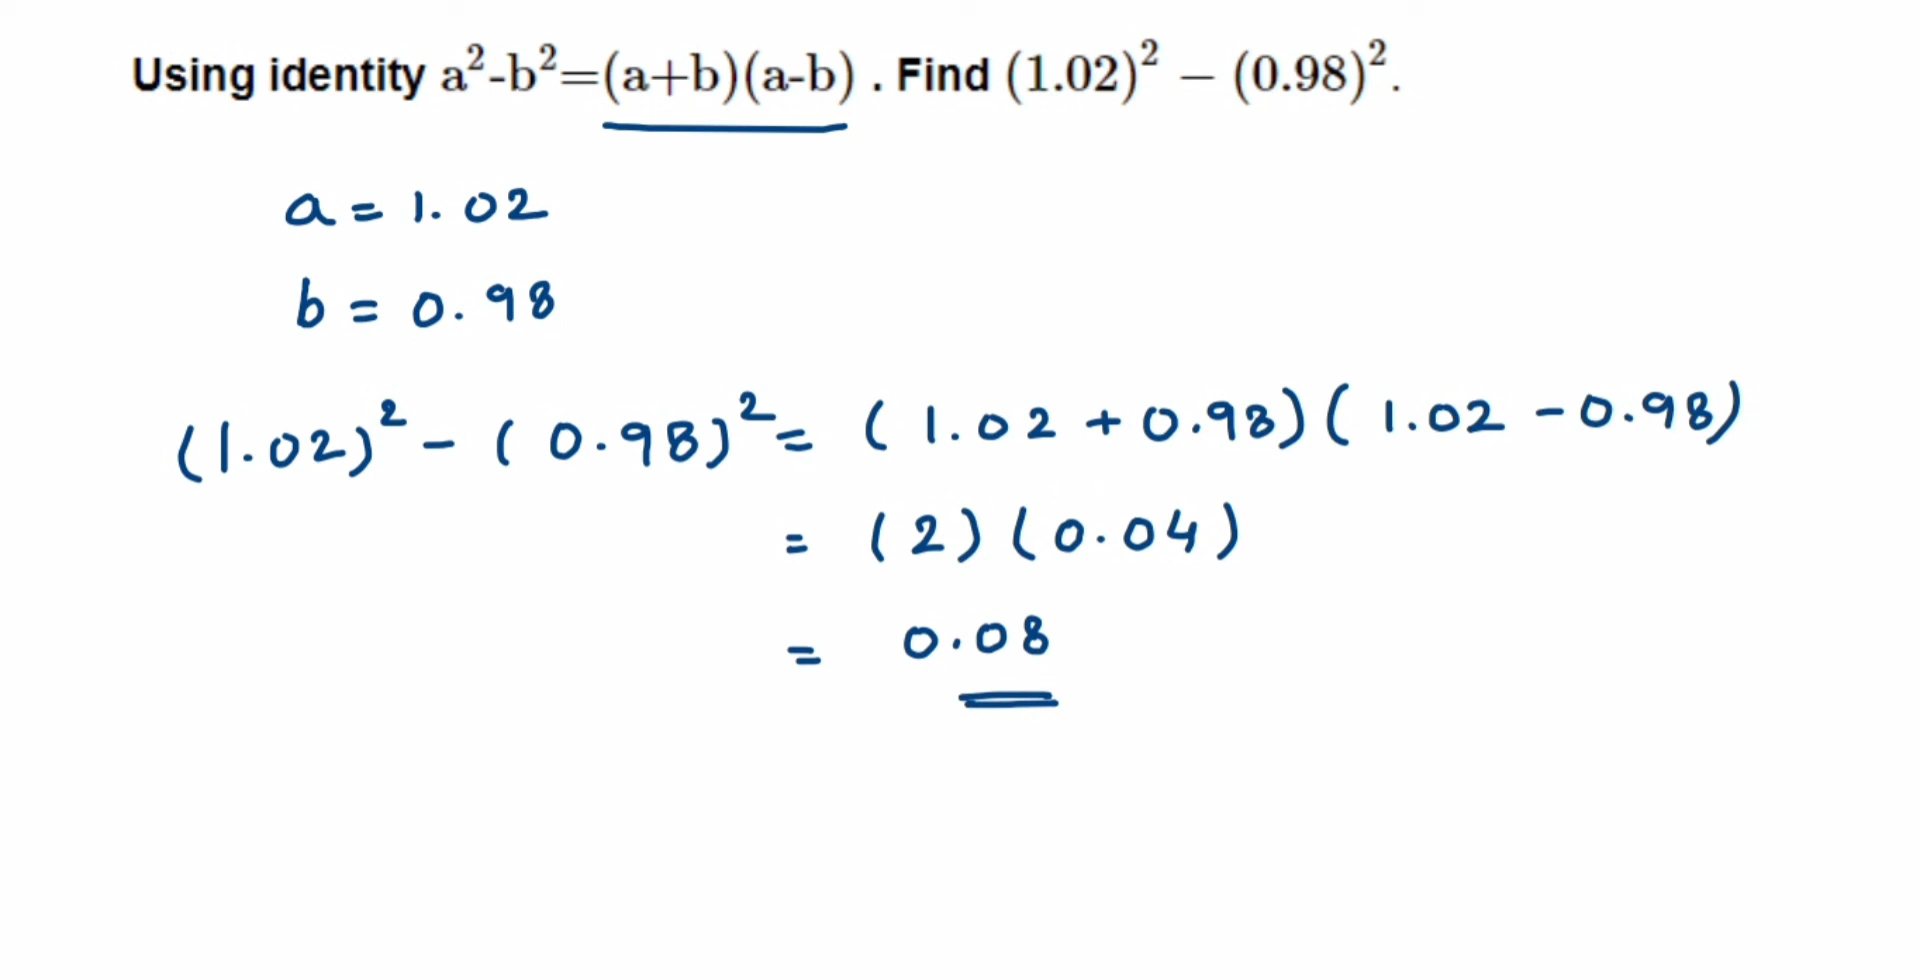 Using identity a²-b²=(a+b)(a-b) . Find (1.02)² − (0.98)².
a = 1.02
b = 0.98
(1.02)² - (0.98)² = (1.02 + 0.98)(1.02 - 0.98)
= (2)(0.04)
= 0.08